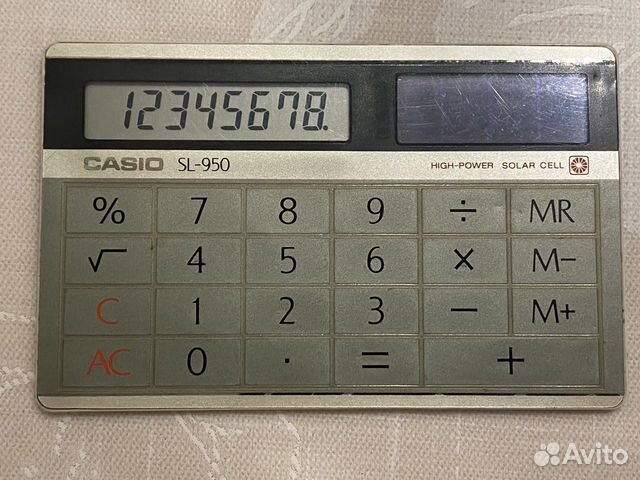 12345678.
CASIO SL-950 HIGH-POWER SOLAR CELL
% 7 8 9 ÷ MR
√ 4 5 6 × M−
C 1 2 3 − M+
AC 0 · = +
Avito